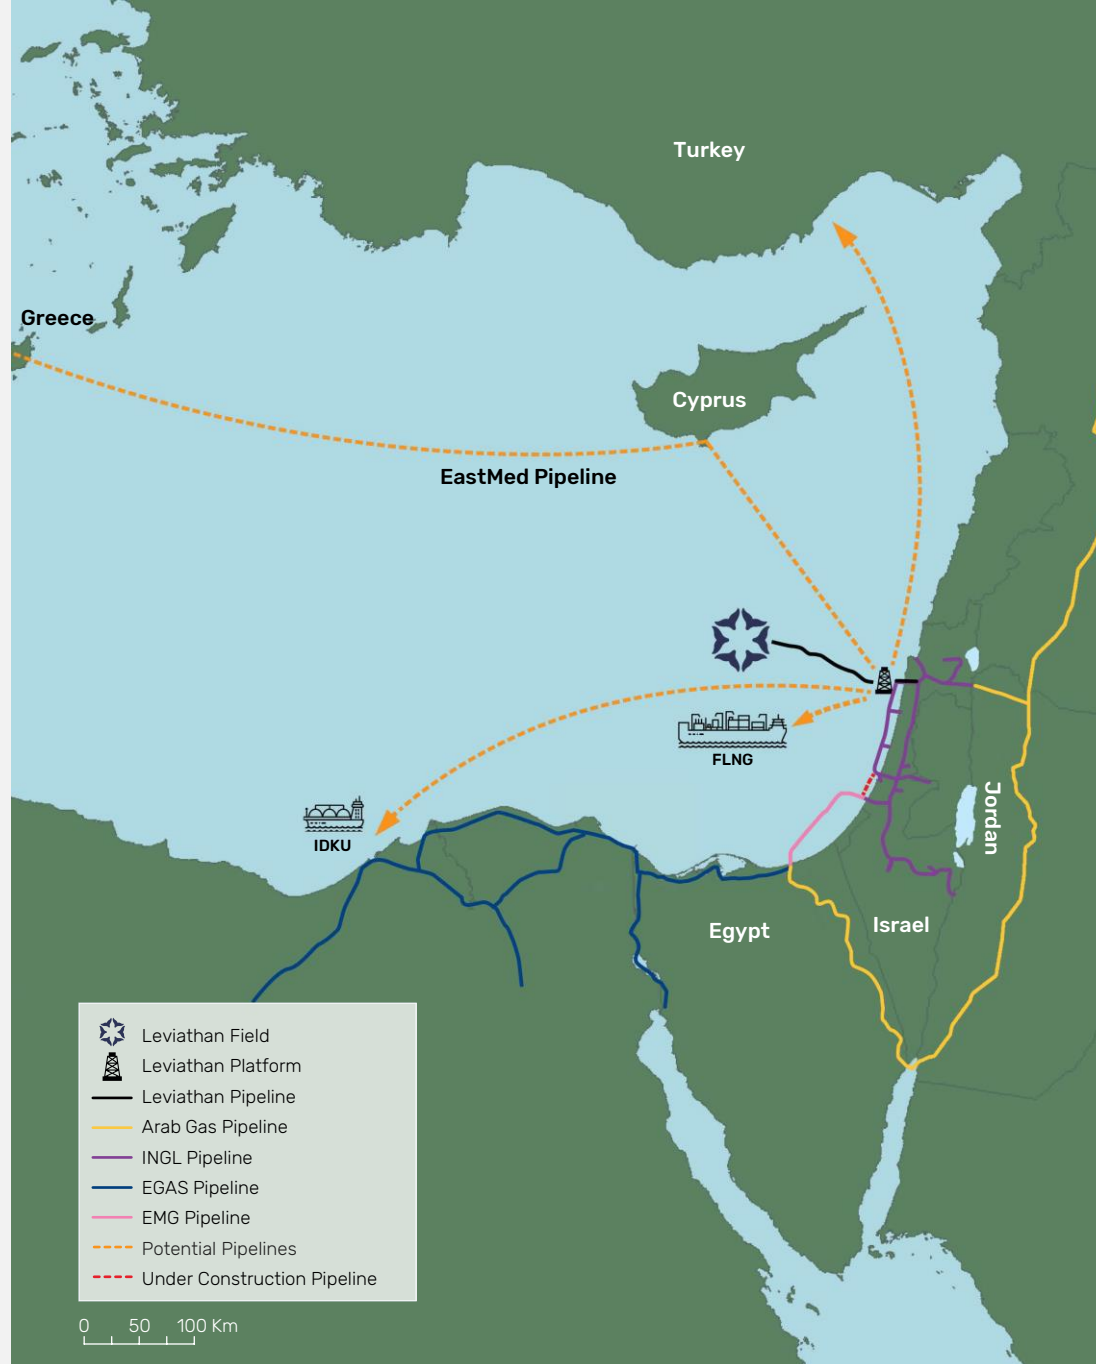 Turkey
Greece
Cyprus
EastMed Pipeline
FLNG
IDKU
Jordan
Israel
Egypt
Leviathan Field
Leviathan Platform
Leviathan Pipeline
Arab Gas Pipeline
INGL Pipeline
EGAS Pipeline
EMG Pipeline
Potential Pipelines
Under Construction Pipeline
0 50 100 Km